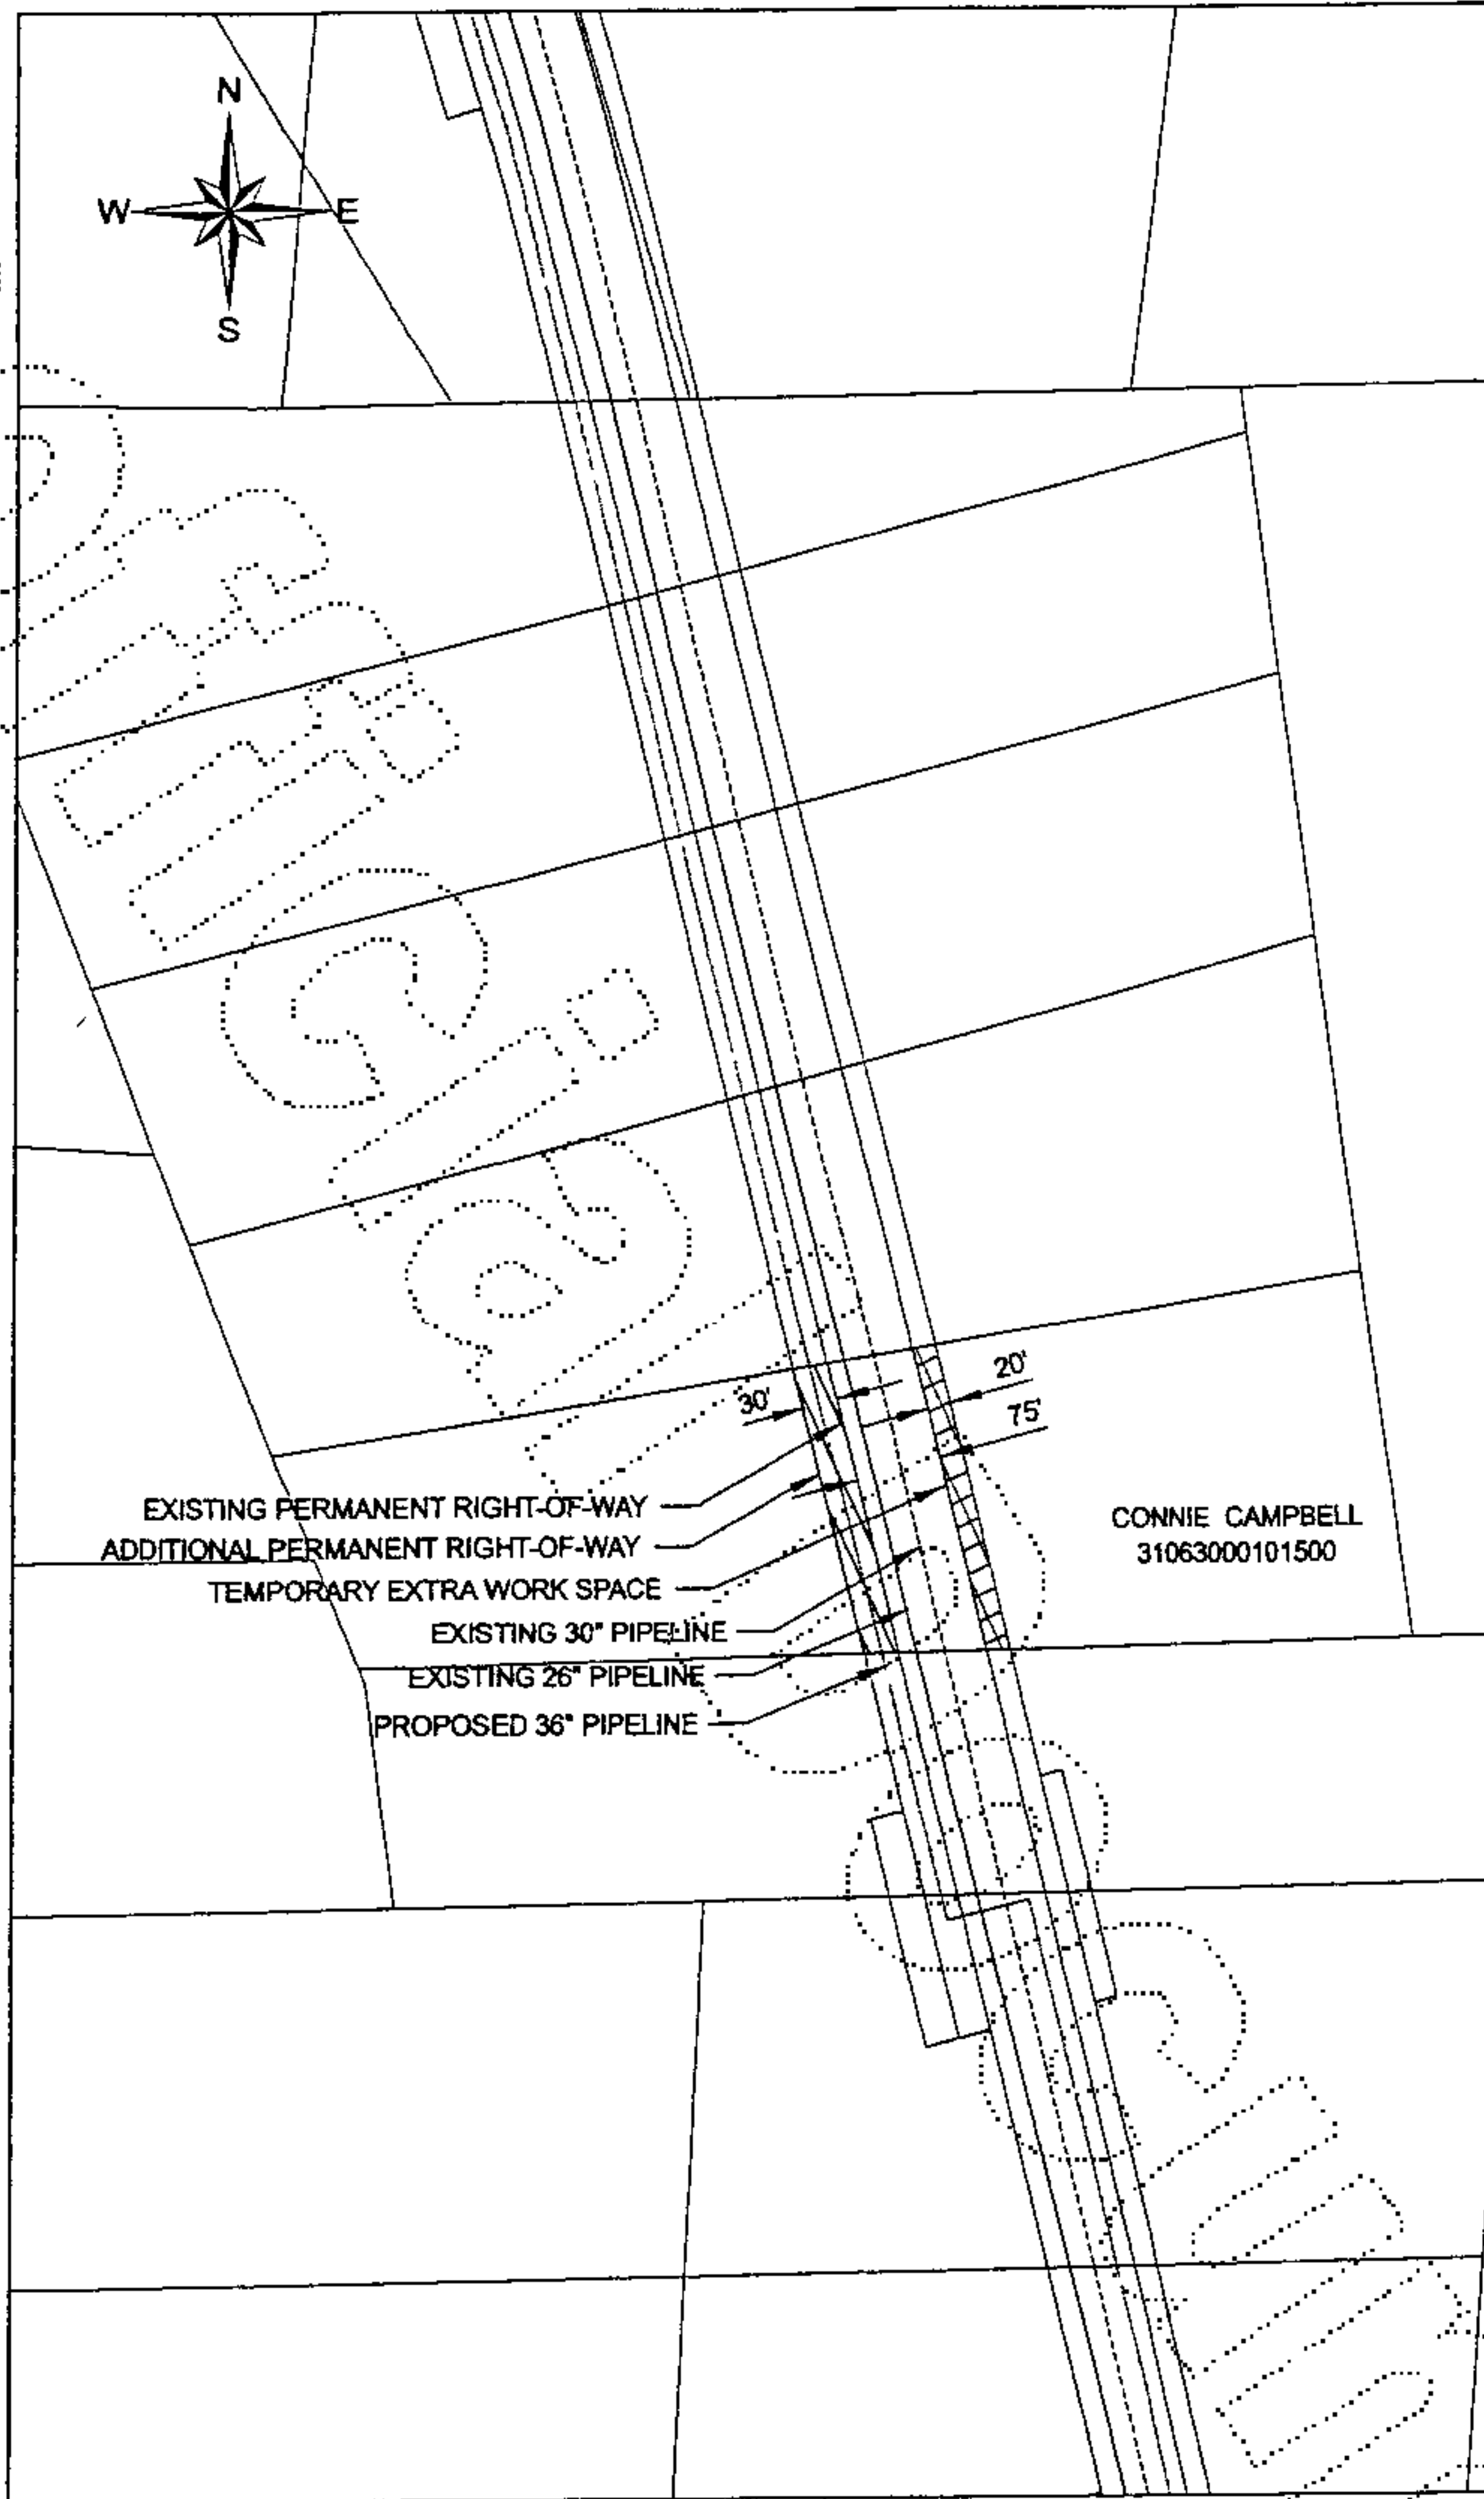 N
W E
S
20'
30'
75'
EXISTING PERMANENT RIGHT-OF-WAY
ADDITIONAL PERMANENT RIGHT-OF-WAY
TEMPORARY EXTRA WORK SPACE
EXISTING 30" PIPELINE
EXISTING 26" PIPELINE
PROPOSED 36" PIPELINE
CONNIE CAMPBELL
31063000101500